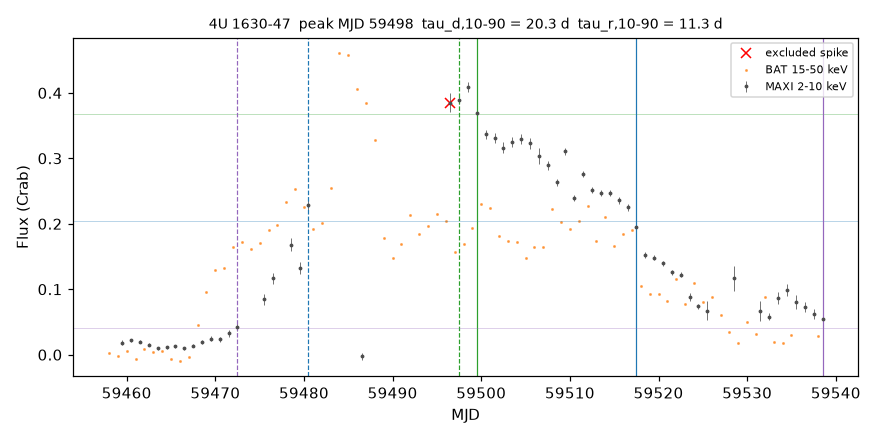 4U 1630-47  peak MJD 59498  tau_d,10-90 = 20.3 d  tau_r,10-90 = 11.3 d
excluded spike
BAT 15-50 keV
MAXI 2-10 keV
Flux (Crab)
0.4
0.3
0.2
0.1
0.0
59460 59470 59480 59490 59500 59510 59520 59530 59540
MJD